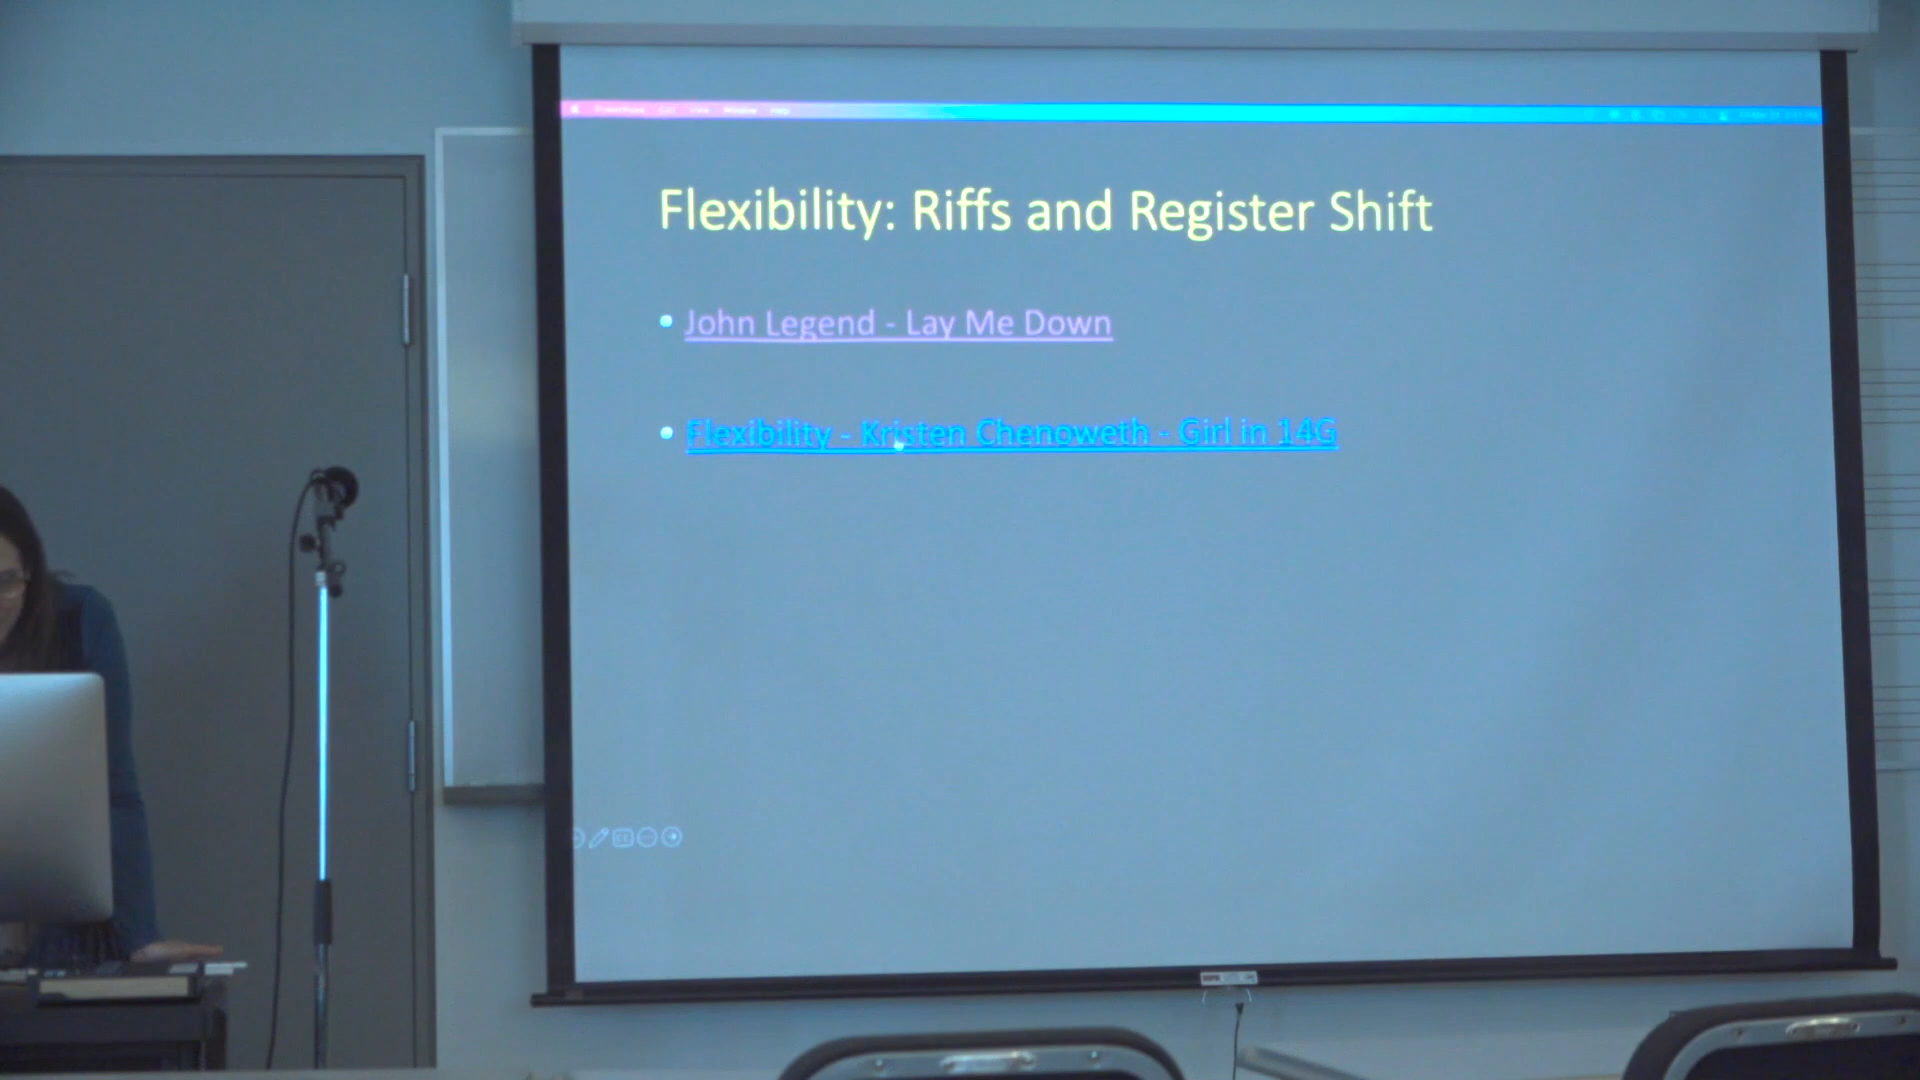 Flexibility: Riffs and Register Shift
• John Legend - Lay Me Down
• Flexibility - Kristen Chenoweth - Girl in 14G